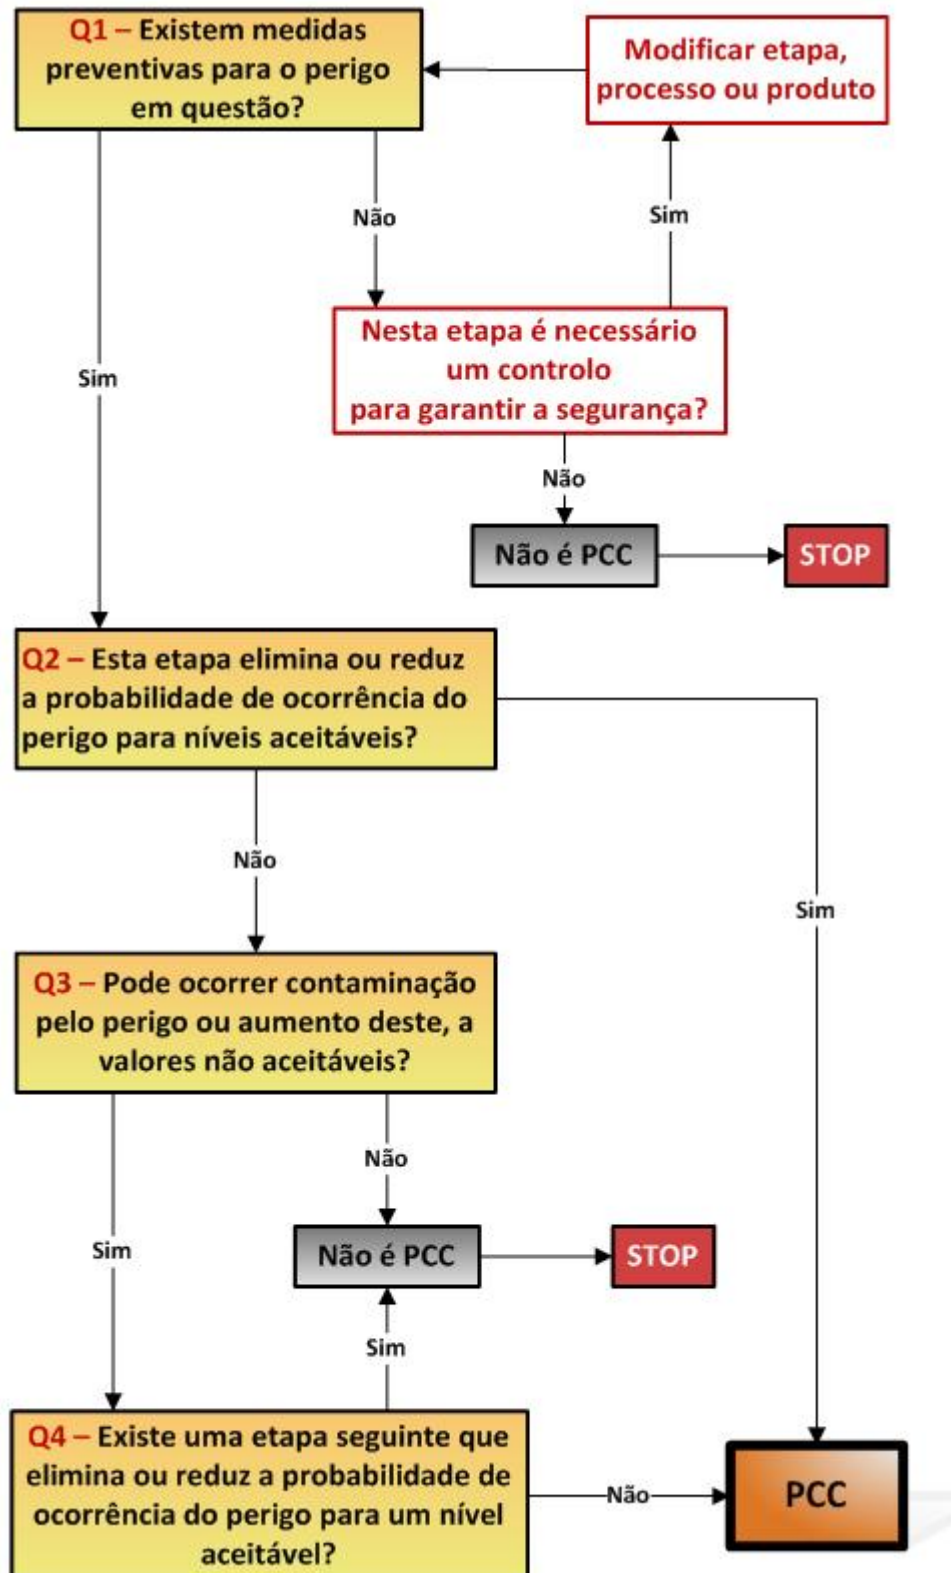 Q1 – Existem medidas
preventivas para o perigo
em questão?
Modificar etapa,
processo ou produto
Não
Sim
Nesta etapa é necessário
um controlo
para garantir a segurança?
Sim
Não
Não é PCC
STOP
Q2 – Esta etapa elimina ou reduz
a probabilidade de ocorrência do
perigo para níveis aceitáveis?
Não
Sim
Q3 – Pode ocorrer contaminação
pelo perigo ou aumento deste, a
valores não aceitáveis?
Não
Sim
Não é PCC
STOP
Sim
Q4 – Existe uma etapa seguinte que
elimina ou reduz a probabilidade de
ocorrência do perigo para um nível
aceitável?
Não
PCC